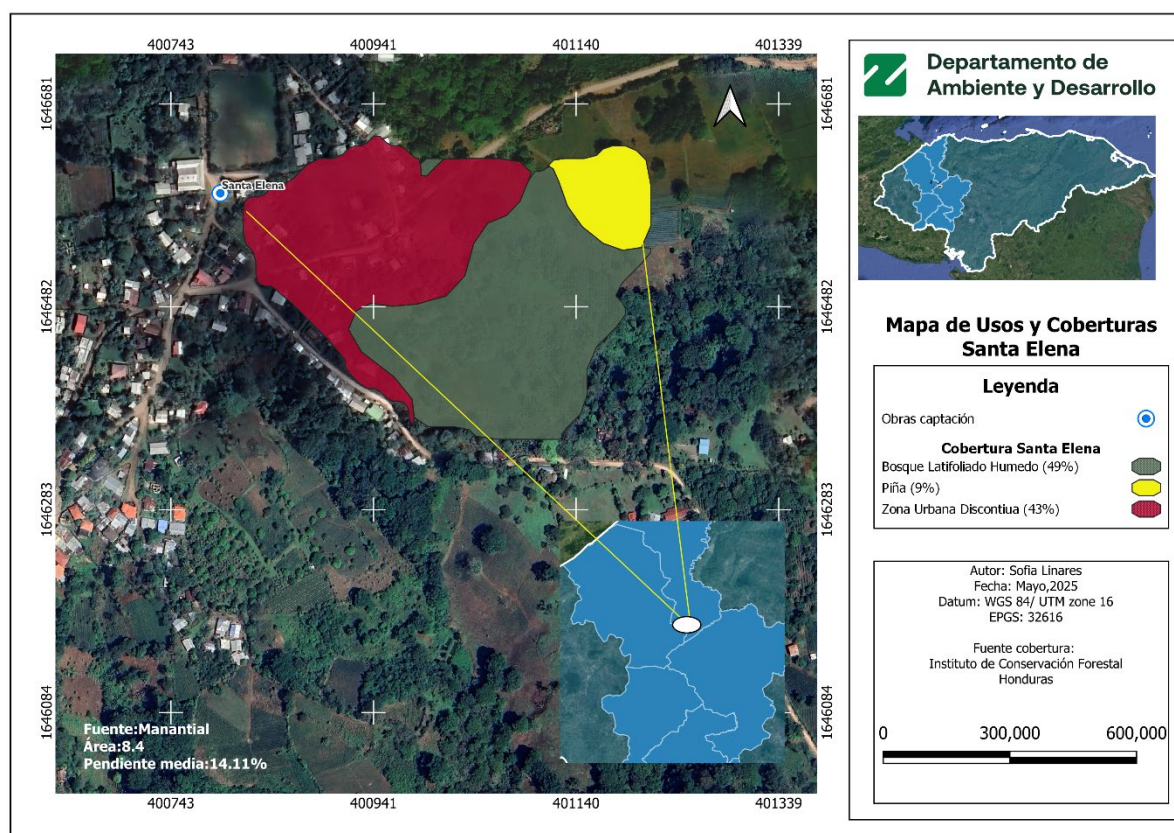 400743 400941 401140 401339
1646681
1646482
1646283
1646084
1646681
1646482
1646283
1646084
Santa Elena
Fuente:Manantial
Área:8.4
Pendiente media:14.11%
400743 400941 401140 401339
Departamento de
Ambiente y Desarrollo
Mapa de Usos y Coberturas
Santa Elena
Leyenda
Obras captación
Cobertura Santa Elena
Bosque Latifoliado Humedo (49%)
Piña (9%)
Zona Urbana Discontiua (43%)
Autor: Sofia Linares
Fecha: Mayo,2025
Datum: WGS 84/ UTM zone 16
EPGS: 32616
Fuente cobertura:
Instituto de Conservación Forestal
Honduras
0 300,000 600,000